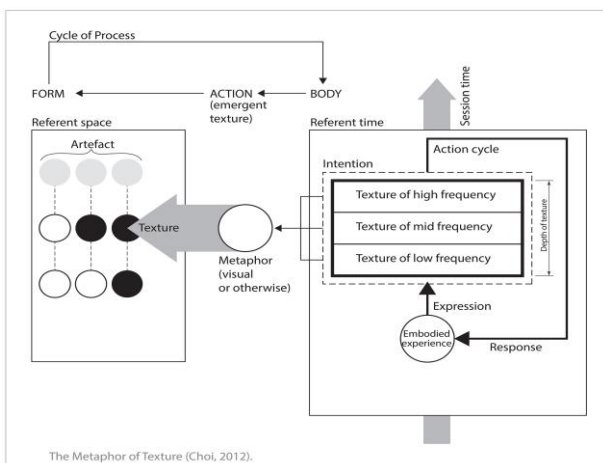 Cycle of Process
FORM
ACTION
(emergent
texture)
BODY
Session time
Referent space
Referent time
Artefact
Action cycle
Intention
Texture of high frequency
Texture of mid frequency
Texture of low frequency
Depth of texture
Texture
Metaphor
(visual
or otherwise)
Expression
Embodied
experience
Response
The Metaphor of Texture (Choi, 2012).